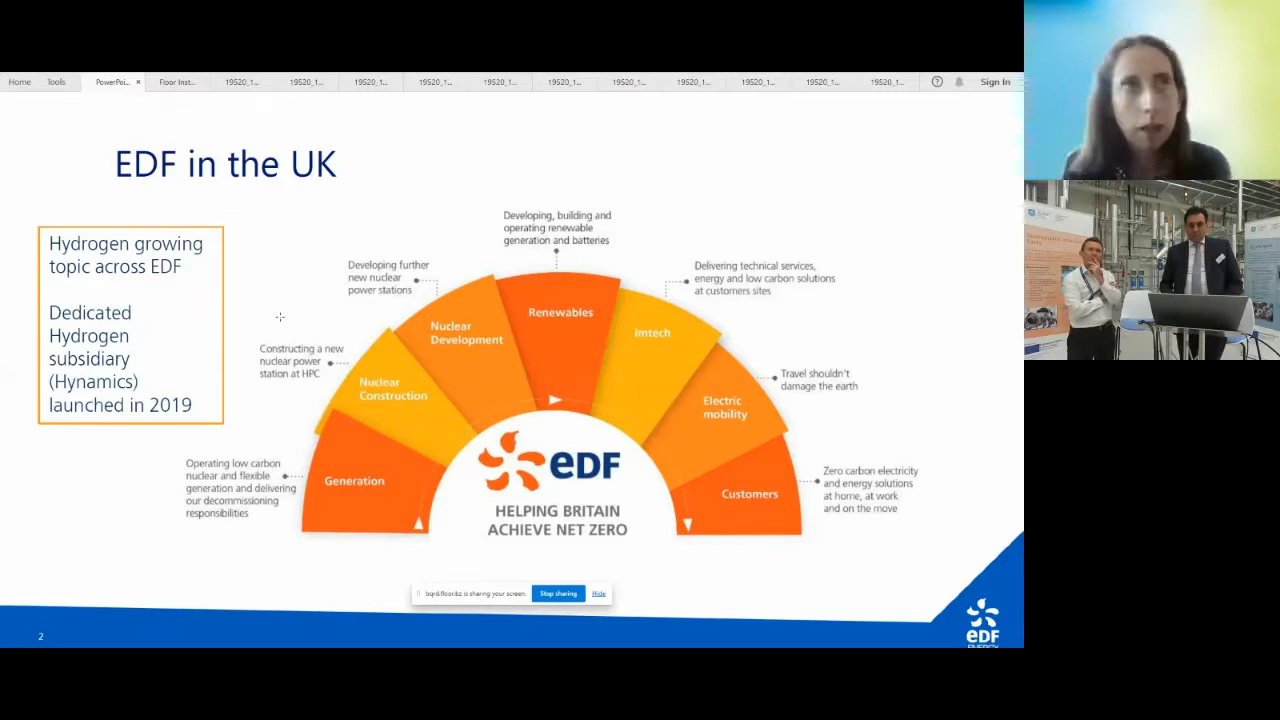 Home Tools PowerPoi... × Floor Inst... 19520_1... 19520_1... 19520_1... 19520_1... 19520_1... 19520_1... 19520_1... 19520_1... 19520_1... 19520_1... 19520_1... Sign In
EDF in the UK
Hydrogen growing
topic across EDF
Dedicated
Hydrogen
subsidiary
(Hynamics)
launched in 2019
Developing, building and
operating renewable
generation and batteries
Developing further
new nuclear
power stations
Delivering technical services,
energy and low carbon solutions
at customers sites
Constructing a new
nuclear power
station at HPC
Travel shouldn't
damage the earth
Operating low carbon
nuclear and flexible
generation and delivering
our decommissioning
responsibilities
Zero carbon electricity
and energy solutions
at home, at work
and on the move
Generation
Nuclear
Construction
Nuclear
Development
Renewables
Imtech
Electric
mobility
Customers
eDF
HELPING BRITAIN
ACHIEVE NET ZERO
is sharing your screen. Stop sharing Hide
2
eDF
ENERGY